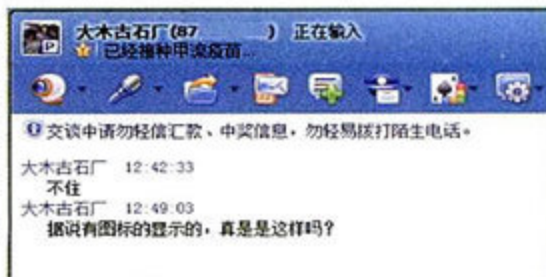 大木古石厂(87 ) 正在输入
已经接种甲流疫苗...
交谈中请勿轻信汇款、中奖信息,勿轻易拨打陌生电话。
大木古石厂 12:42:33
不住
大木古石厂 12:49:03
据说有图标的显示的,真是是这样吗?